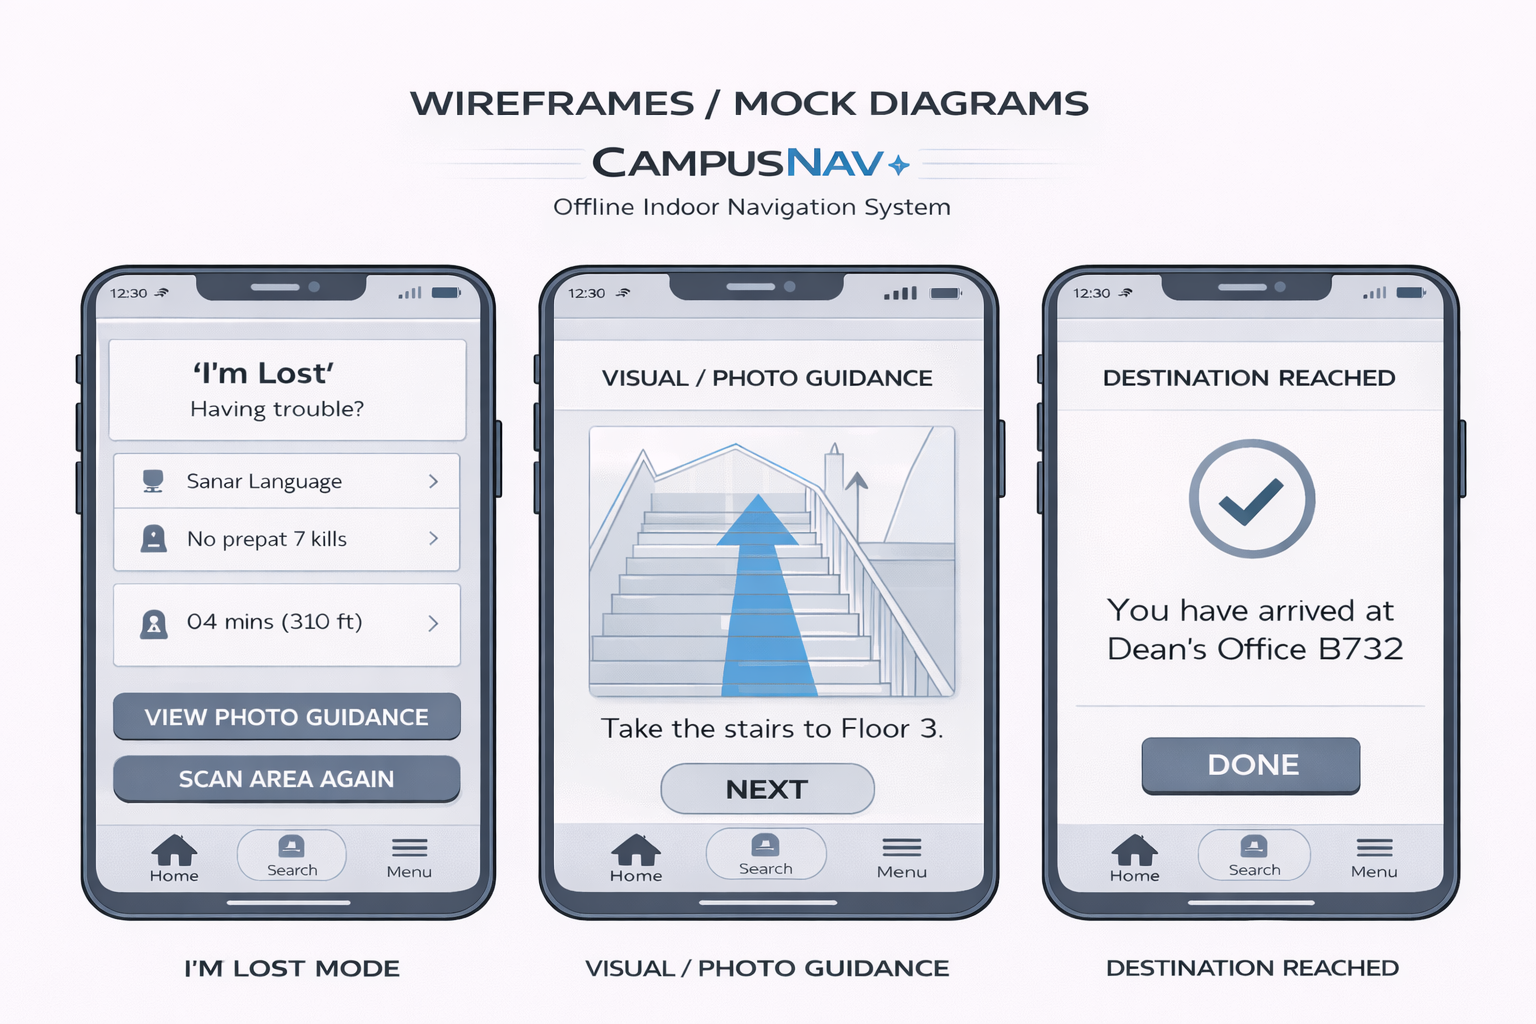 WIREFRAMES / MOCK DIAGRAMS
CAMPUSNAV
Offline Indoor Navigation System
12:30
'I'm Lost'
Having trouble?
Sanar Language
No prepat 7 kills
04 mins (310 ft)
VIEW PHOTO GUIDANCE
SCAN AREA AGAIN
Home
Search
Menu
I'M LOST MODE
12:30
VISUAL / PHOTO GUIDANCE
Take the stairs to Floor 3.
NEXT
Home
Search
Menu
VISUAL / PHOTO GUIDANCE
12:30
DESTINATION REACHED
You have arrived at
Dean's Office B732
DONE
Home
Search
Menu
DESTINATION REACHED